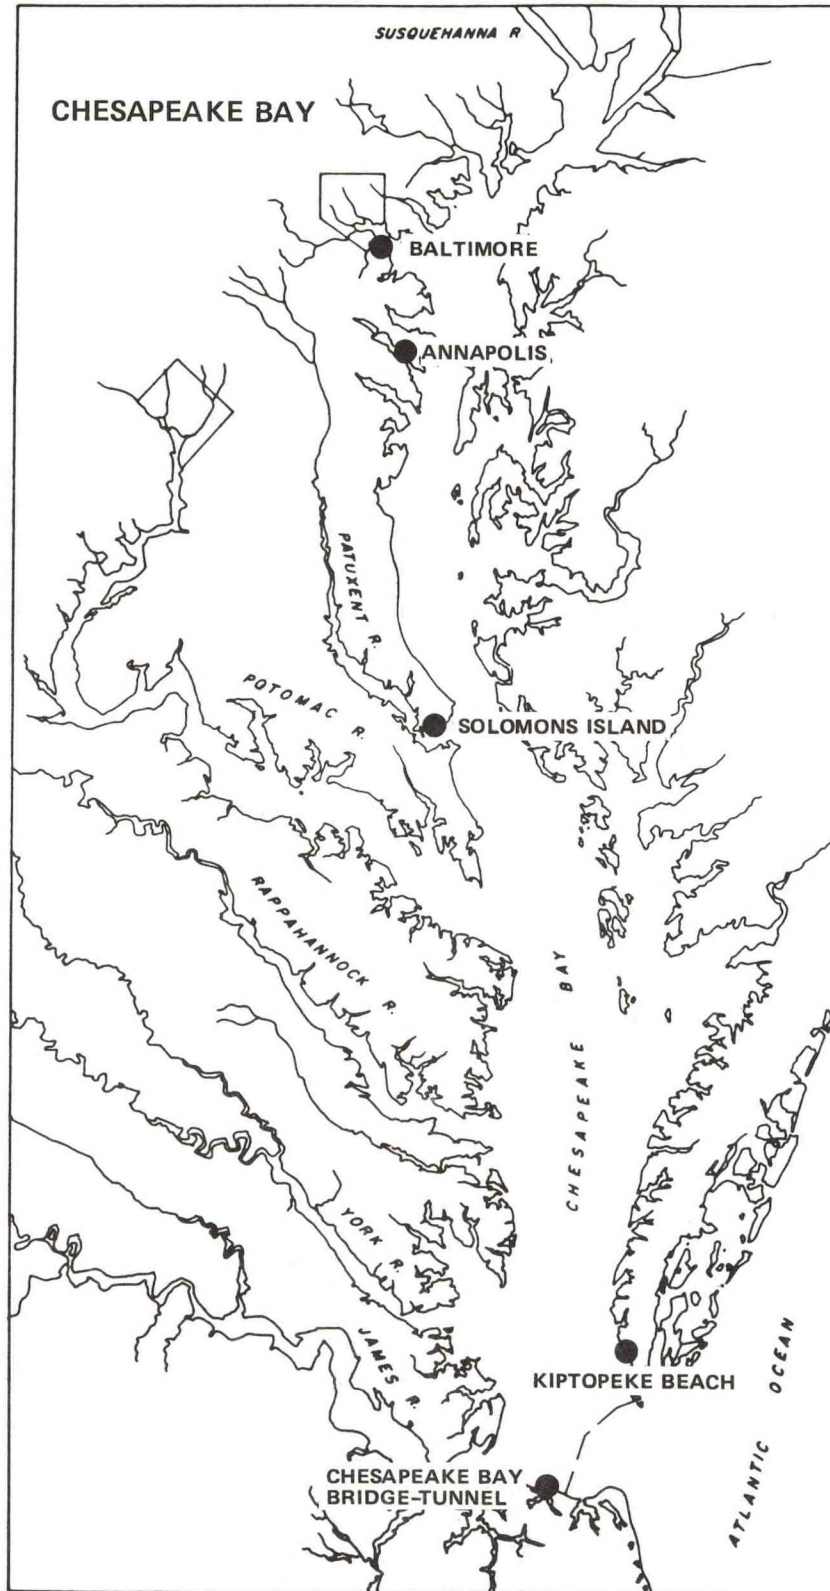 SUSQUEHANNA R
CHESAPEAKE BAY
BALTIMORE
ANNAPOLIS
PATUXENT R.
POTOMAC R.
SOLOMONS ISLAND
RAPPAHANNOCK R.
CHESAPEAKE BAY
YORK R.
JAMES R.
KIPTOPEKE BEACH
ATLANTIC OCEAN
CHESAPEAKE BAY
BRIDGE-TUNNEL